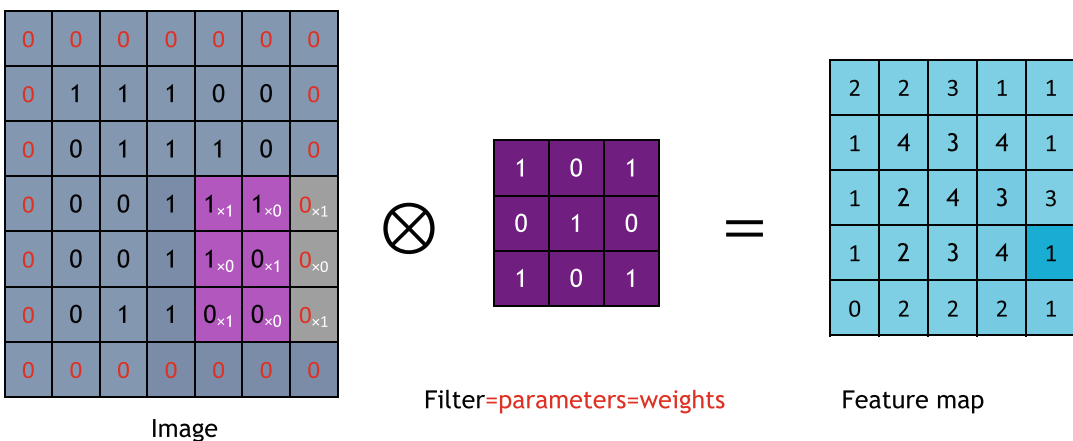 0 0 0 0 0 0 0
0 1 1 1 0 0 0
0 0 1 1 1 0 0
0 0 0 1 1×1 1×0 0×1
0 0 0 1 1×0 0×1 0×0
0 0 1 1 0×1 0×0 0×1
0 0 0 0 0 0 0
Image
1 0 1
0 1 0
1 0 1
Filter=parameters=weights
=
2 2 3 1 1
1 4 3 4 1
1 2 4 3 3
1 2 3 4 1
0 2 2 2 1
Feature map